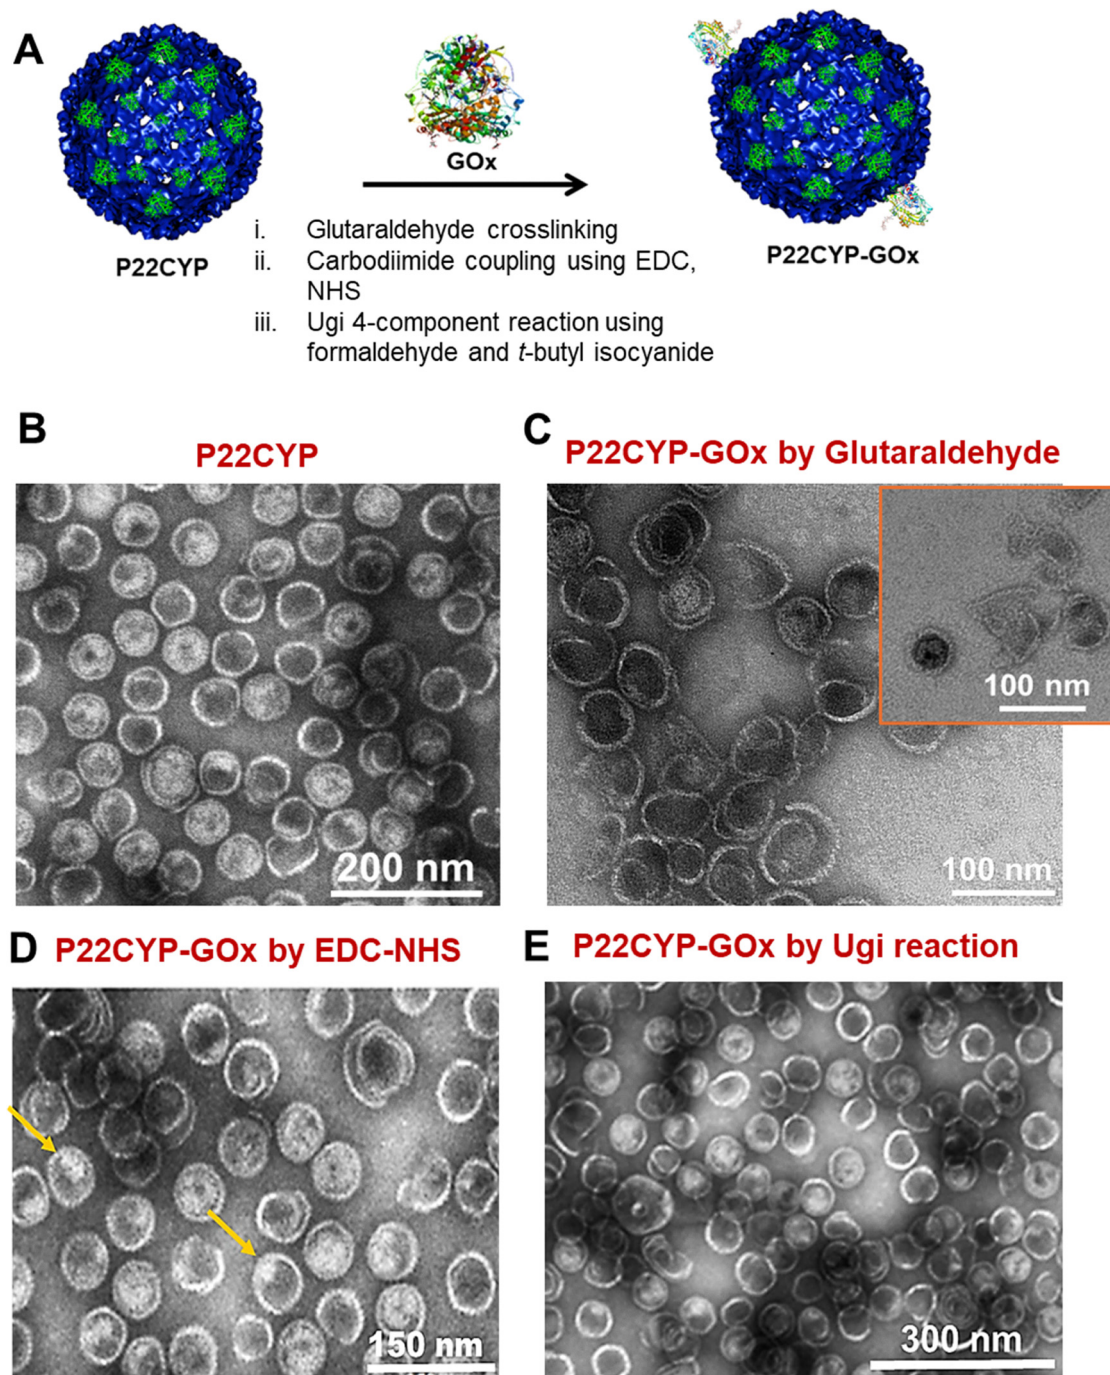 A
GOx
P22CYP
P22CYP-GOx
i. Glutaraldehyde crosslinking
ii. Carbodiimide coupling using EDC,
NHS
iii. Ugi 4-component reaction using
formaldehyde and t-butyl isocyanide
B
P22CYP
200 nm
C
P22CYP-GOx by Glutaraldehyde
100 nm
100 nm
D
P22CYP-GOx by EDC-NHS
150 nm
E
P22CYP-GOx by Ugi reaction
300 nm